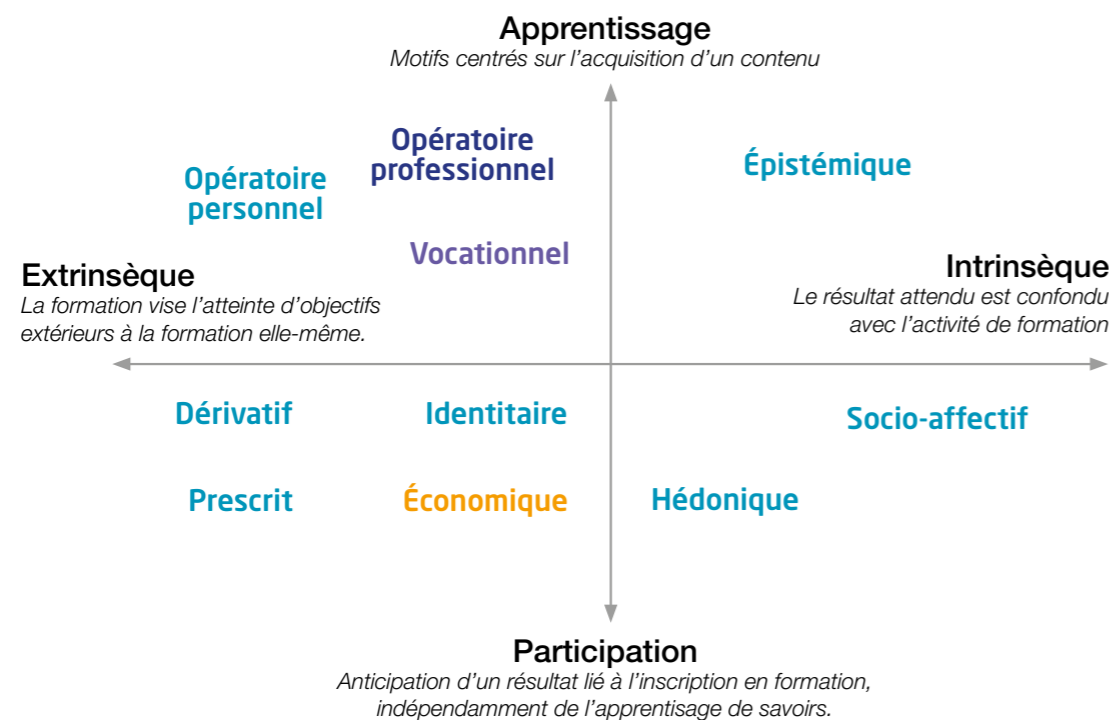 Apprentissage
Motifs centrés sur l'acquisition d'un contenu
Opératoire
professionnel
Épistémique
Opératoire
personnel
Vocationnel
Extrinsèque
La formation vise l'atteinte d'objectifs
extérieurs à la formation elle-même.
Intrinsèque
Le résultat attendu est confondu
avec l'activité de formation
Dérivatif
Identitaire
Socio-affectif
Prescrit
Économique
Hédonique
Participation
Anticipation d'un résultat lié à l'inscription en formation,
indépendamment de l'apprentisage de savoirs.